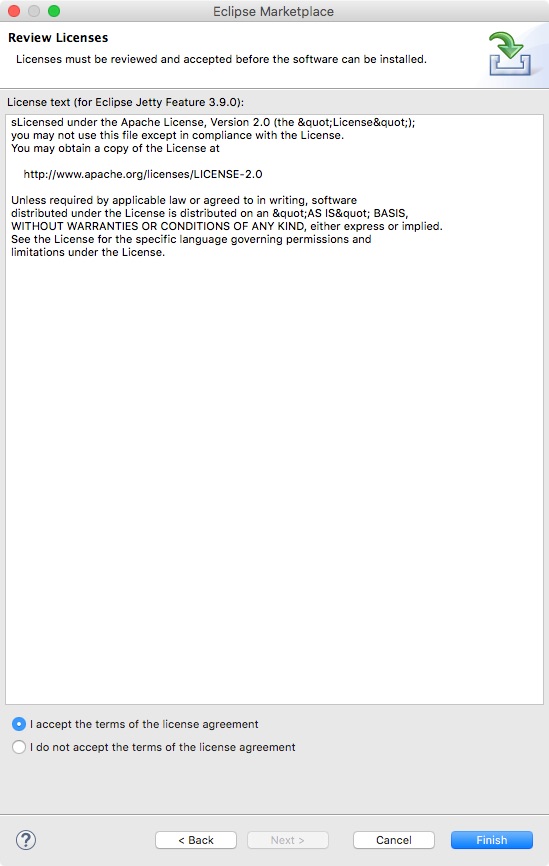 Eclipse Marketplace
Review Licenses
Licenses must be reviewed and accepted before the software can be installed.
License text (for Eclipse Jetty Feature 3.9.0):
sLicensed under the Apache License, Version 2.0 (the &quot;License&quot;);
you may not use this file except in compliance with the License.
You may obtain a copy of the License at
http://www.apache.org/licenses/LICENSE-2.0
Unless required by applicable law or agreed to in writing, software
distributed under the License is distributed on an &quot;AS IS&quot; BASIS,
WITHOUT WARRANTIES OR CONDITIONS OF ANY KIND, either express or implied.
See the License for the specific language governing permissions and
limitations under the License.
I accept the terms of the license agreement
I do not accept the terms of the license agreement
? < Back Next > Cancel Finish